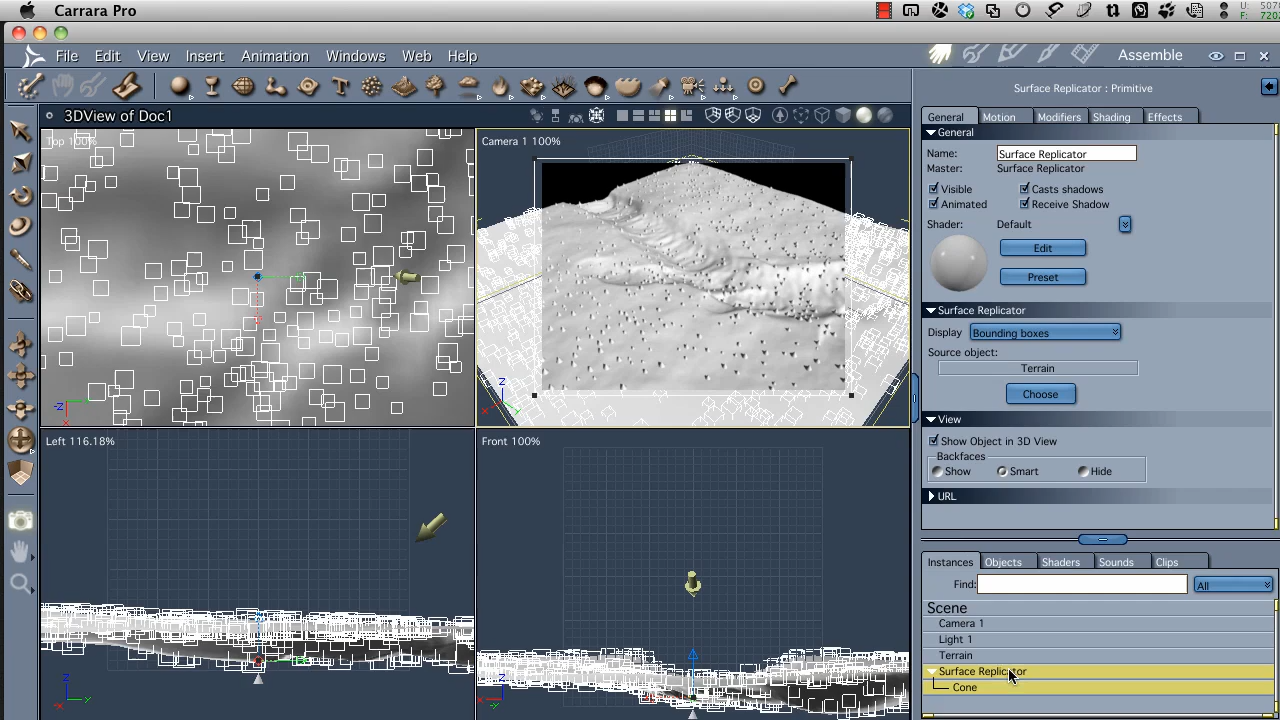 Carrara Pro
U: 507
F: 720
File Edit View Insert Animation Windows Web Help
Assemble
3DView of Doc1
Top 100%
Camera 1 100%
Left 116.18%
Front 100%
Z
X
Y
-Z
-X
Z
-X
-Y
Z
-X
-Y
Surface Replicator : Primitive
General Motion Modifiers Shading Effects
General
Name: Surface Replicator
Master: Surface Replicator
Visible Casts shadows
Animated Receive Shadow
Shader: Default
Edit
Preset
Surface Replicator
Display Bounding boxes
Source object:
Terrain
Choose
View
Show Object in 3D View
Backfaces
Show Smart Hide
URL
Instances Objects Shaders Sounds Clips
Find: All
Scene
Camera 1
Light 1
Terrain
Surface Replicator
Cone